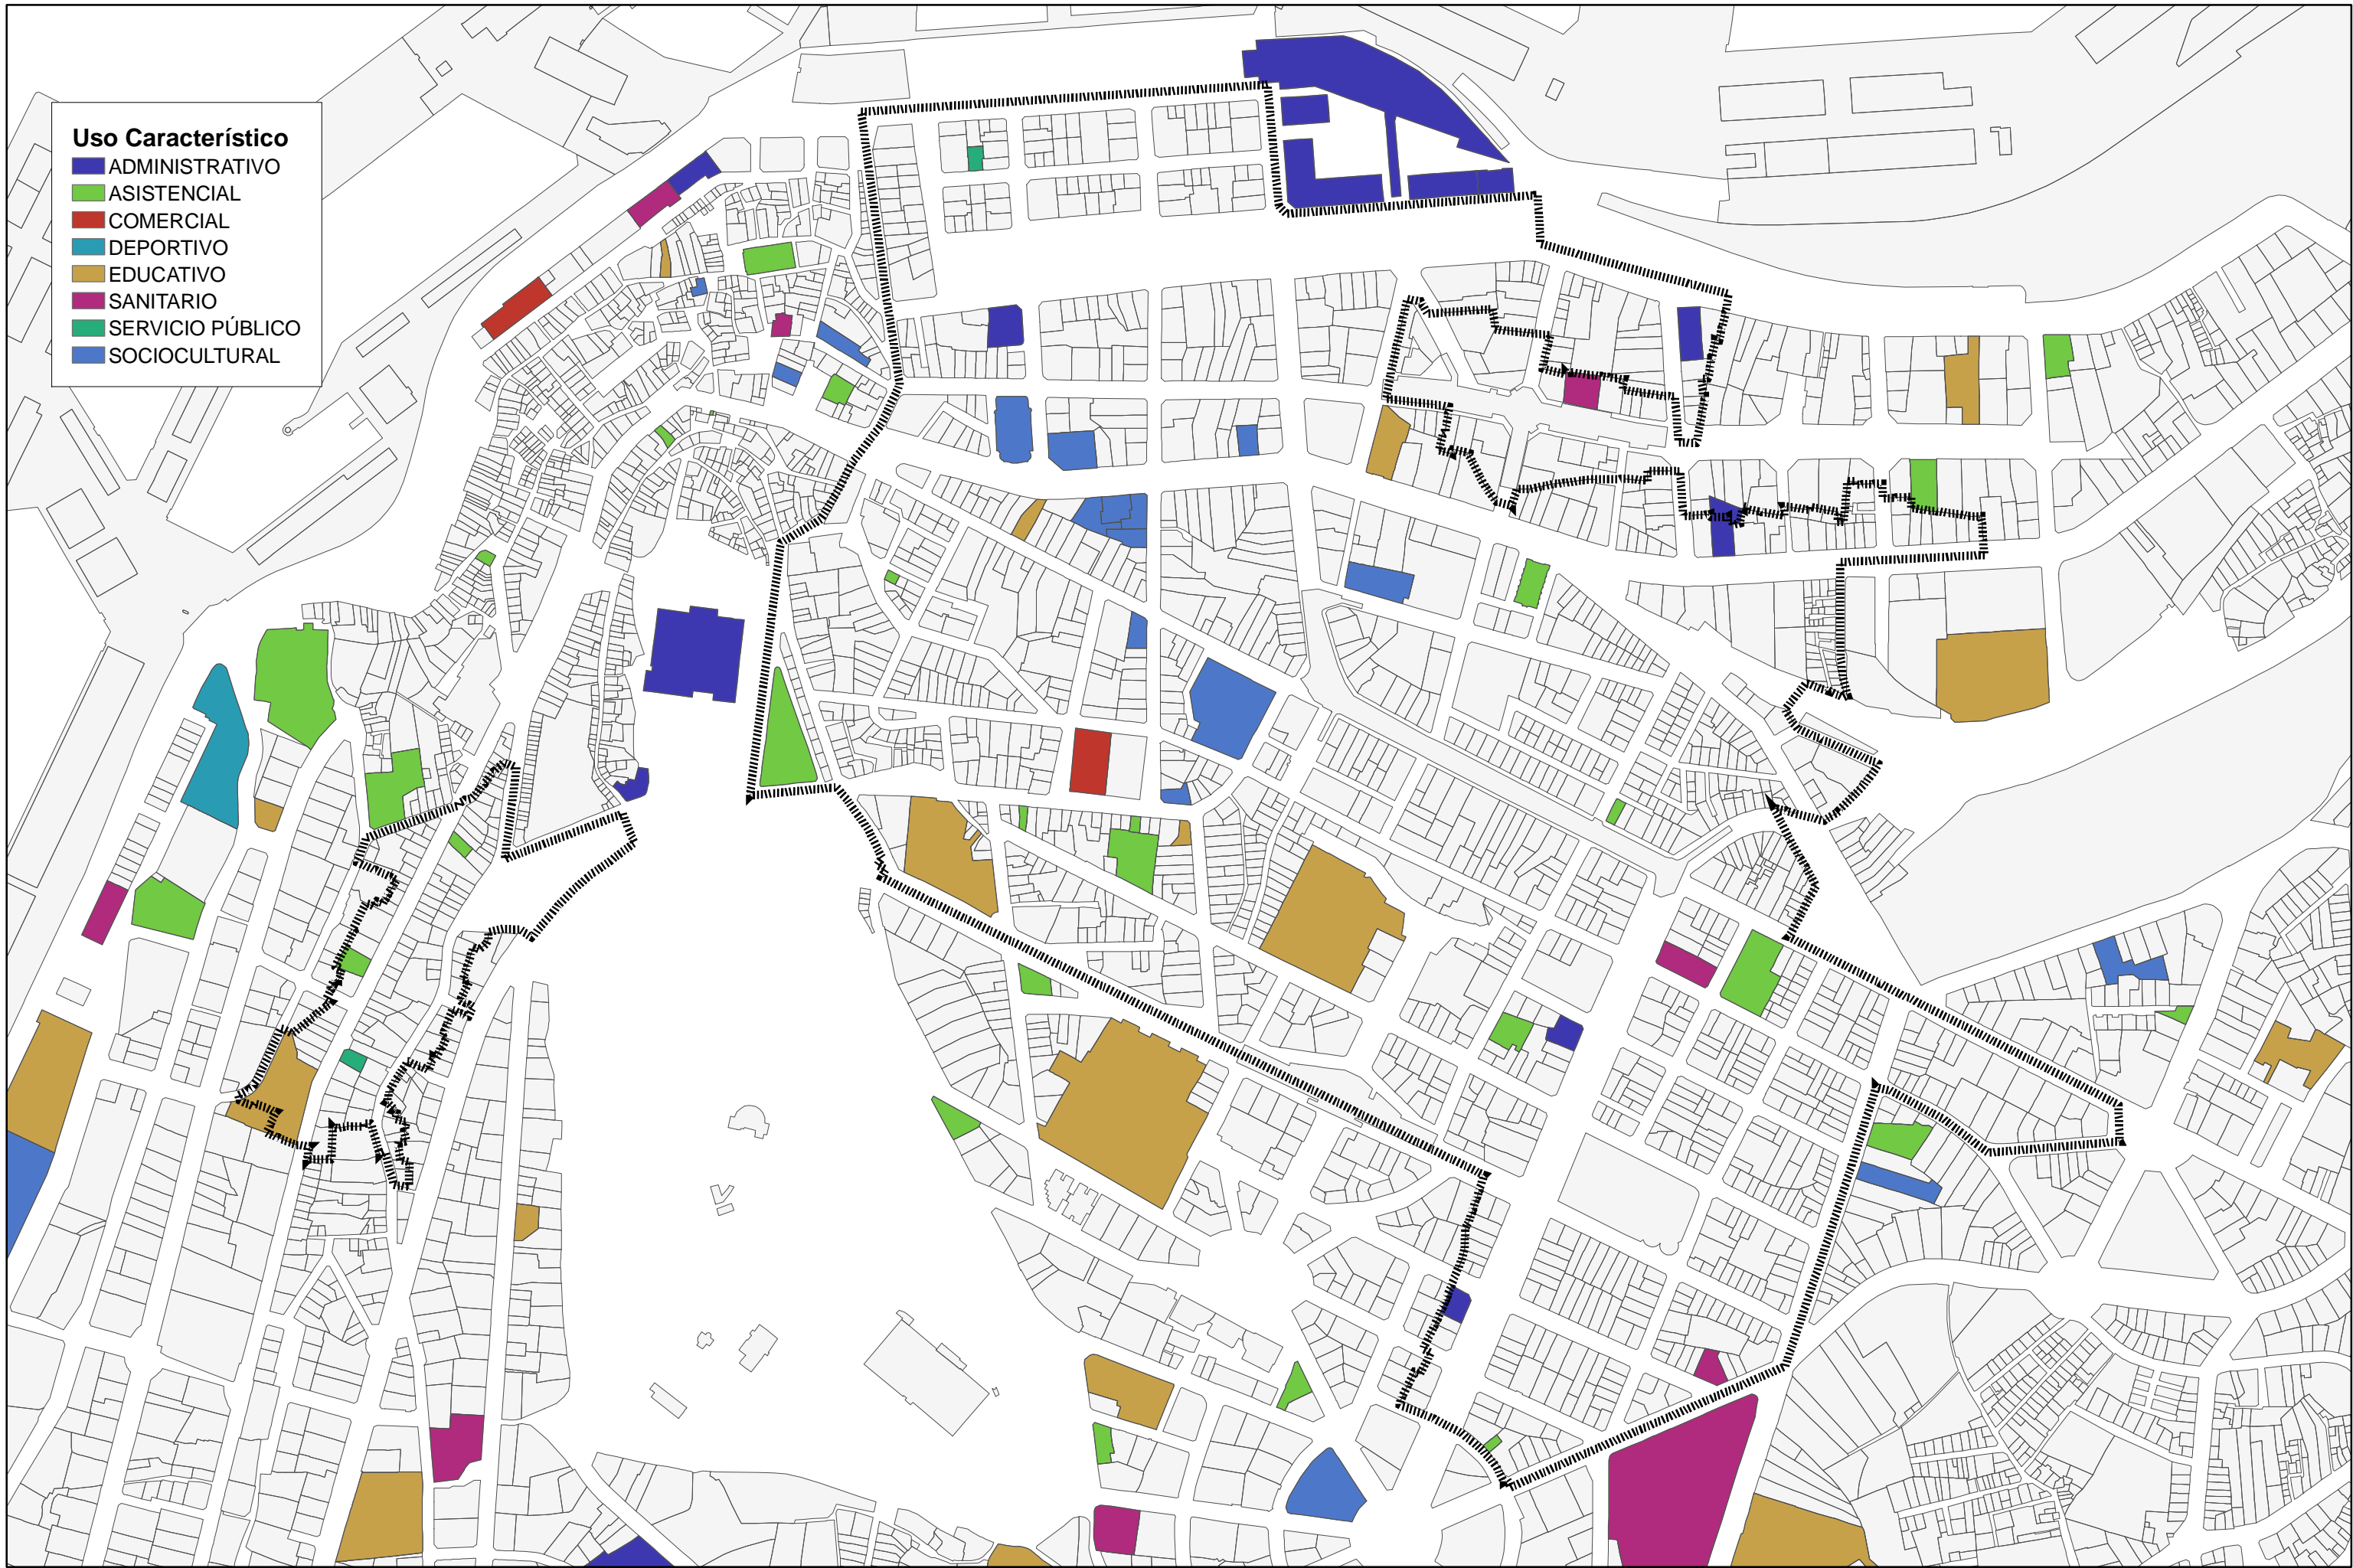 Uso Característico
ADMINISTRATIVO
ASISTENCIAL
COMERCIAL
DEPORTIVO
EDUCATIVO
SANITARIO
SERVICIO PÚBLICO
SOCIOCULTURAL